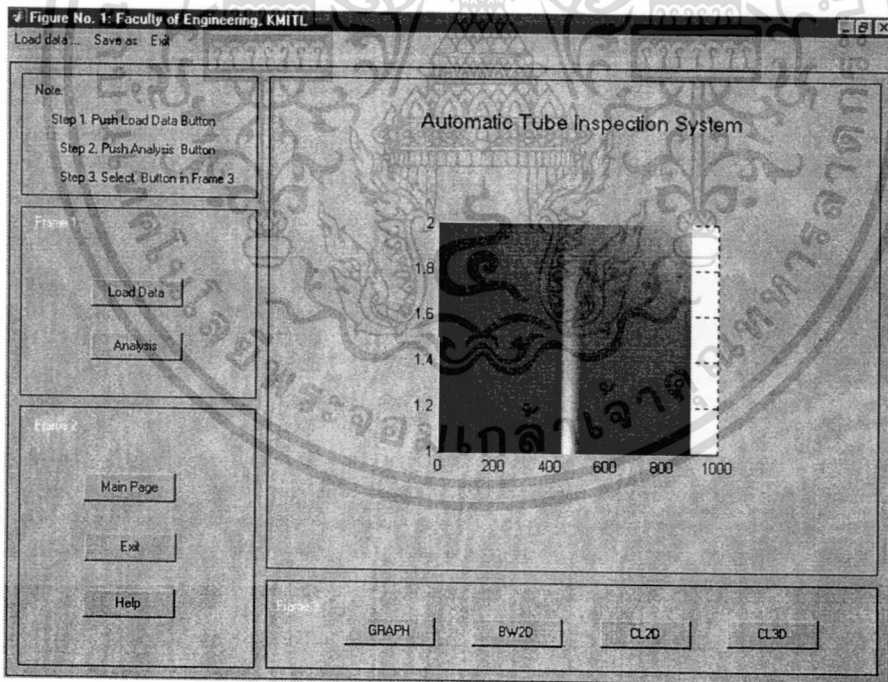 Figure No. 1: Faculty of Engineering, KMITL
Load data... Save as Exit
Note.
Step 1. Push Load Data Button
Step 2. Push Analysis Button
Step 3. Select Button in Frame 3
Frame 1
Load Data
Analysis
Frame 2
Main Page
Exit
Help
Automatic Tube Inspection System
2
1.8
1.6
1.4
1.2
1
0 200 400 600 800 1000
Frame 3
GRAPH BW2D CL2D CL3D